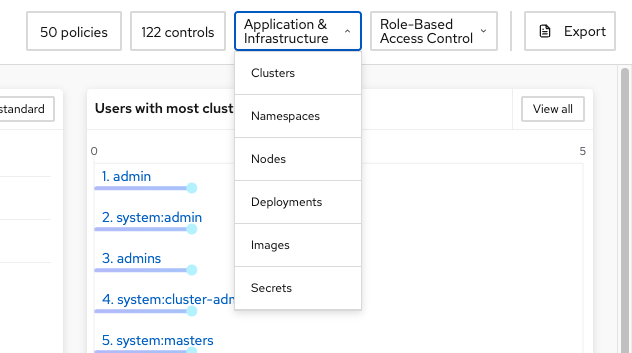 50 policies
122 controls
Application &
Infrastructure
Role-Based
Access Control
Export
Clusters
Namespaces
Nodes
Deployments
Images
Secrets
standard
Users with most clust
View all
0
5
1. admin
2. system:admin
3. admins
4. system:cluster-adm
5. system:masters